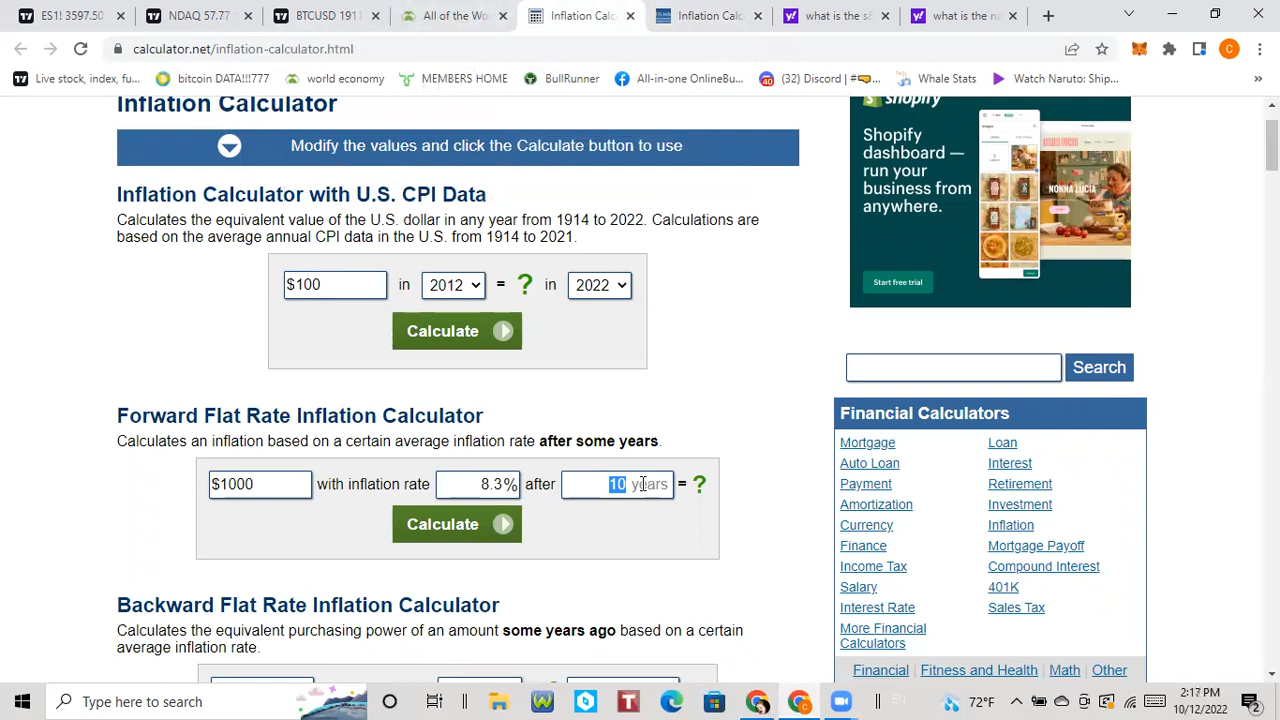 ES1! 3597.50
NDAQ 57.77
BTCUSD 19
All of the Wo
Inflation Calc
Inflation Calc
what is the s&
what is the na
calculator.net/inflation-calculator.html
C
Live stock, index, fu...
bitcoin DATA!!!777
world economy
MEMBERS HOME
BullRunner
All-in-one OnlineBu...
(32) Discord | #
Whale Stats
Watch Naruto: Ship...
»
Inflation Calculator
Modify the values and click the Calculate button to use
Inflation Calculator with U.S. CPI Data
Calculates the equivalent value of the U.S. dollar in any year from 1914 to 2022. Calculations are
based on the average annual CPI data in the U.S. from 1914 to 2021.
$100 in 2012 = ? in 2022
Calculate
Forward Flat Rate Inflation Calculator
Calculates an inflation based on a certain average inflation rate after some years.
$1000 with inflation rate 8.3% after 10 years = ?
Calculate
Backward Flat Rate Inflation Calculator
Calculates the equivalent purchasing power of an amount some years ago based on a certain
average inflation rate.
shopify
Shopify
dashboard —
run your
business from
anywhere.
Start free trial
NONNA LUCIA
Search
Financial Calculators
Mortgage Loan
Auto Loan Interest
Payment Retirement
Amortization Investment
Currency Inflation
Finance Mortgage Payoff
Income Tax Compound Interest
Salary 401K
Interest Rate Sales Tax
More Financial
Calculators
Financial | Fitness and Health | Math | Other
Type here to search
72°F
2:17 PM
10/12/2022
2